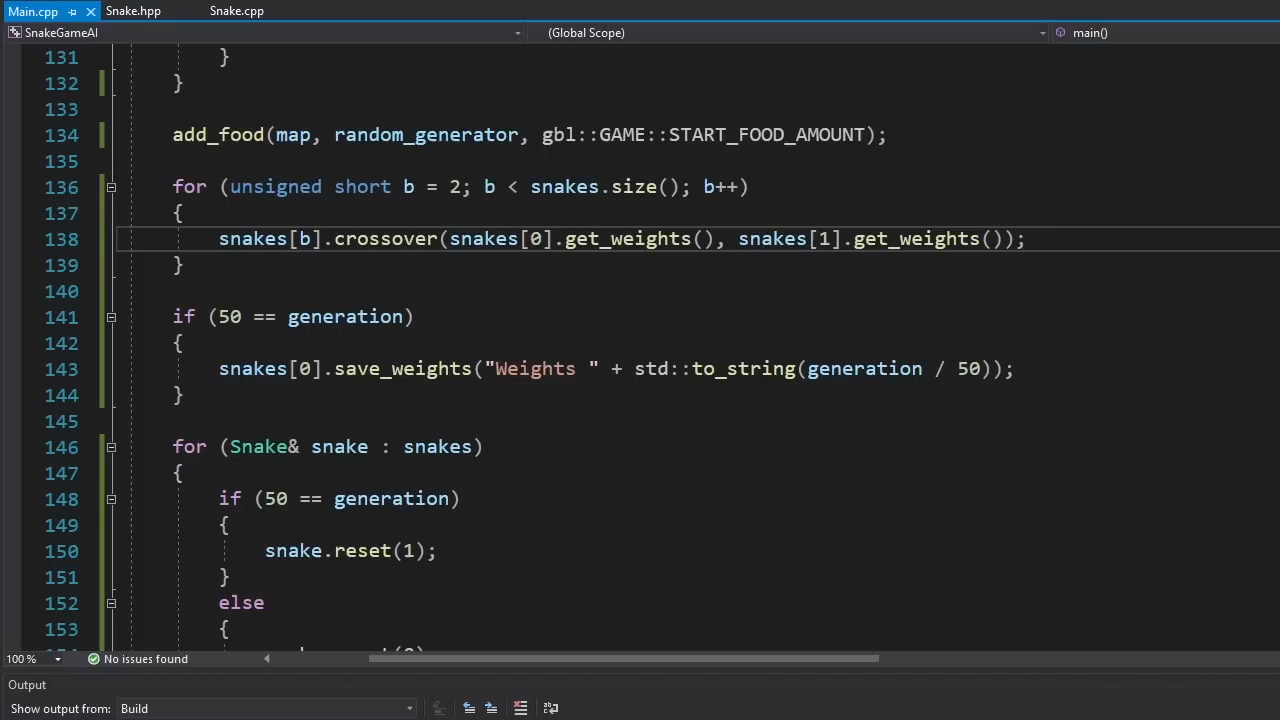 Main.cpp Snake.hpp Snake.cpp
SnakeGameAI (Global Scope) main()
131 }
132 }
133
134 add_food(map, random_generator, gbl::GAME::START_FOOD_AMOUNT);
135
136 for (unsigned short b = 2; b < snakes.size(); b++)
137 {
138 snakes[b].crossover(snakes[0].get_weights(), snakes[1].get_weights());
139 }
140
141 if (50 == generation)
142 {
143 snakes[0].save_weights("Weights " + std::to_string(generation / 50));
144 }
145
146 for (Snake& snake : snakes)
147 {
148 if (50 == generation)
149 {
150 snake.reset(1);
151 }
152 else
153 {
100 % No issues found
Output
Show output from: Build